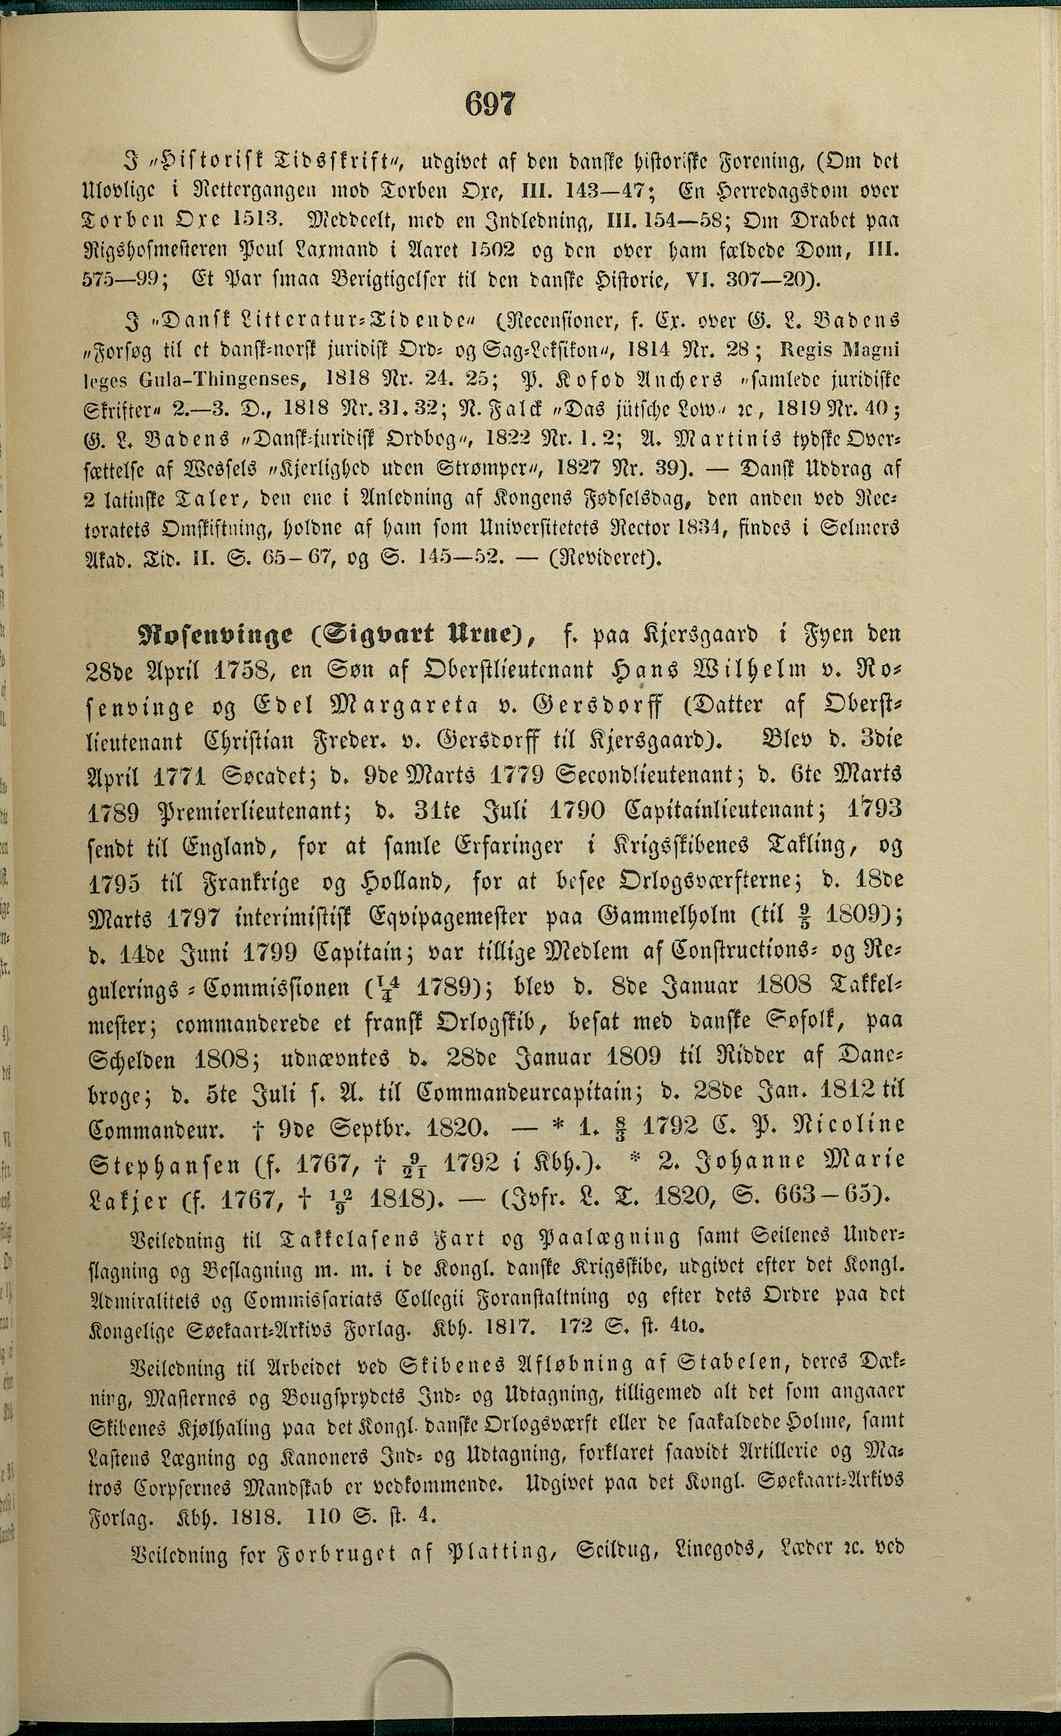 697
I "Historisk Tidsskrift", udgivet af den danske historiske Forening, (Om det
Ulovlige i Rettergangen mod Torben Oxe, III. 143—47; En Herredagsdom over
Torben Oxe 1513. Meddeelt, med en Indledning, III. 154—58; Om Drabet paa
Rigshofmesteren Poul Laxmand i Aaret 1502 og den over ham fældede Dom, III.
575—99; Et Par smaa Berigtigelser til den danske Historie, VI. 307—20).
I "Dansk Litteratur-Tidende" (Recensioner, f. Ex. over G. L. Badens
"Forsøg til et dansk-norsk juridisk Ord- og Sag-Leksikon", 1814 Nr. 28; Regis Magni
leges Gula-Thingenses, 1818 Nr. 24. 25; P. Kofod Anchers "samlede juridiske
Skrifter" 2.—3. D., 1818 Nr. 31. 32; N. Falck "Das jütsche Low" ꝛc, 1819 Nr. 40;
G. L. Badens "Dansk-juridisk Ordbog", 1822 Nr. 1. 2; A. Martinis tydske Over-
sættelse af Wessels "Kjerlighed uden Strømper", 1827 Nr. 39). — Dansk Uddrag af
2 latinske Taler, den ene i Anledning af Kongens Fødselsdag, den anden ved Rec-
toratets Omskiftning, holdne af ham som Universitetets Rector 1834, findes i Selmers
Akad. Tid. II. S. 65–67, og S. 145—52. — (Revideret).
Rosenvinge (Sigvart Urne), f. paa Kjersgaard i Fyen den
28de April 1758, en Søn af Oberstlieutenant Hans Wilhelm v. Ro-
senvinge og Edel Margareta v. Gersdorff (Datter af Oberst-
lieutenant Christian Freder. v. Gersdorff til Kjersgaard). Blev d. 3die
April 1771 Søcadet; d. 9de Marts 1779 Secondlieutenant; d. 6te Marts
1789 Premierlieutenant; d. 31te Juli 1790 Capitainlieutenant; 1793
sendt til England, for at samle Erfaringer i Krigsskibenes Takling, og
1795 til Frankrige og Holland, for at besee Orlogsværfterne; d. 18de
Marts 1797 interimistisk Eqvipagemester paa Gammelholm (til 9/5 1809);
d. 14de Juni 1799 Capitain; var tillige Medlem af Constructions- og Re-
gulerings-Commissionen (14/4 1789); blev d. 8de Januar 1808 Takkel-
mester; commanderede et fransk Orlogskib, besat med danske Søfolk, paa
Schelden 1808; udnævntes d. 28de Januar 1809 til Ridder af Dane-
broge; d. 5te Juli s. A. til Commandeurcapitain; d. 28de Jan. 1812 til
Commandeur. † 9de Septbr. 1820. — * 1. 8/3 1792 C. P. Nicoline
Stephansen (f. 1767, † 9/21 1792 i Kbh.). * 2. Johanne Marie
Lakjer (f. 1767, † 12/9 1818). — (Jvfr. L. T. 1820, S. 663–65).
Veiledning til Takkelasens Fart og Paalægning samt Seilenes Under-
slagning og Beslagning m. m. i de Kongl. danske Krigsskibe, udgivet efter det Kongl.
Admiralitets og Commissariats Collegii Foranstaltning og efter dets Ordre paa det
Kongelige Søekaart-Arkivs Forlag. Kbh. 1817. 172 S. st. 4to.
Veiledning til Arbeidet ved Skibenes Afløbning af Stabelen, deres Dæk-
ning, Masternes og Bougsprydets Ind- og Udtagning, tilligemed alt det som angaaer
Skibenes Kjølhaling paa det Kongl. danske Orlogsværft eller de saakaldede Holme, samt
Lastens Lægning og Kanoners Ind- og Udtagning, forklaret saavidt Artillerie og Ma-
tros Corpsernes Mandskab er vedkommende. Udgivet paa det Kongl. Søekaart-Arkivs
Forlag. Kbh. 1818. 110 S. st. 4.
Veiledning for Forbruget af Platting, Seildug, Linegods, Læder ꝛc. ved